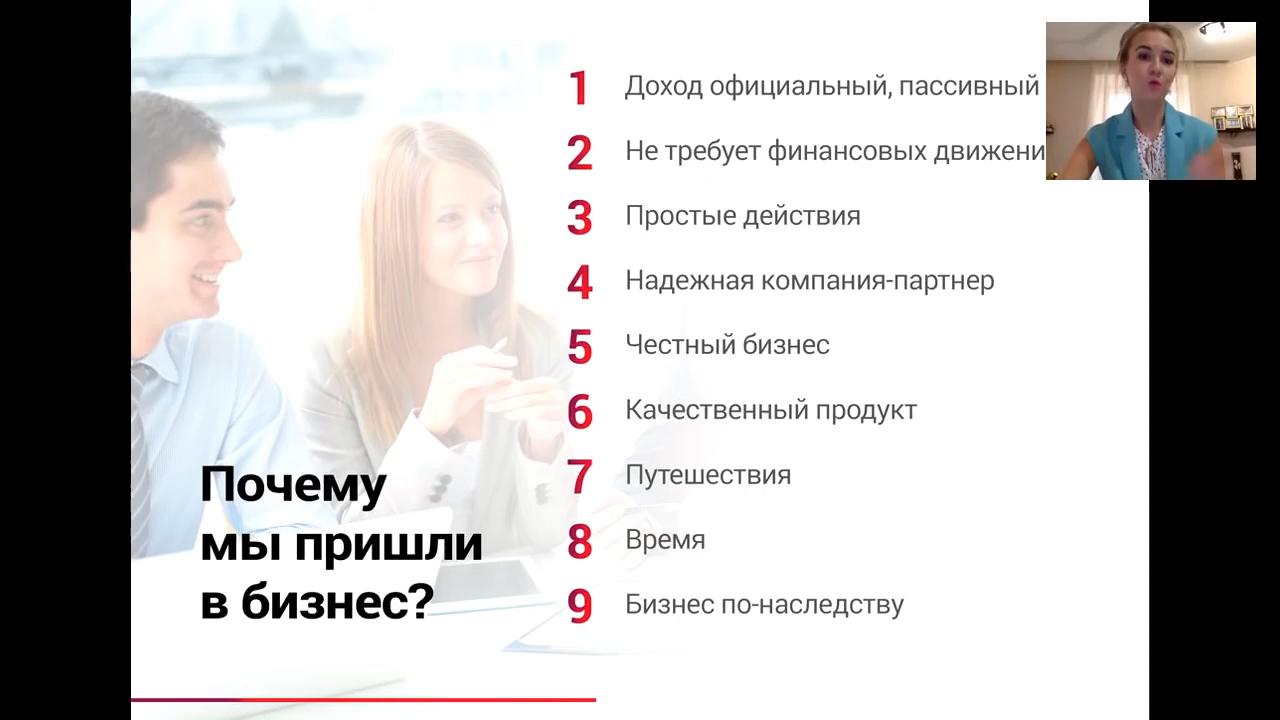 1 Доход официальный, пассивный
2 Не требует финансовых
3 Простые действия
4 Надежная компания-партнер
5 Честный бизнес
6 Качественный продукт
7 Путешествия
8 Время
9 Бизнес по-наследству
Почему
мы пришли
в бизнес?